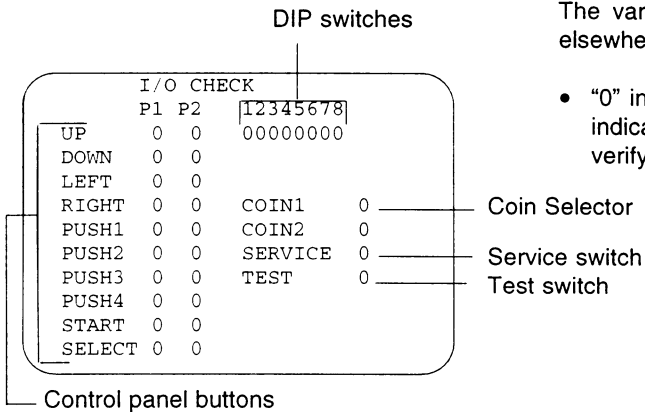 DIP switches
I/O CHECK
P1 P2 12345678
UP 0 0 00000000
DOWN 0 0
LEFT 0 0
RIGHT 0 0 COIN1 0
PUSH1 0 0 COIN2 0
PUSH2 0 0 SERVICE 0
PUSH3 0 0 TEST 0
PUSH4 0 0
START 0 0
SELECT 0 0
Coin Selector
Service switch
Test switch
Control panel buttons
The
elsewhe
• “0” in
indica
verify